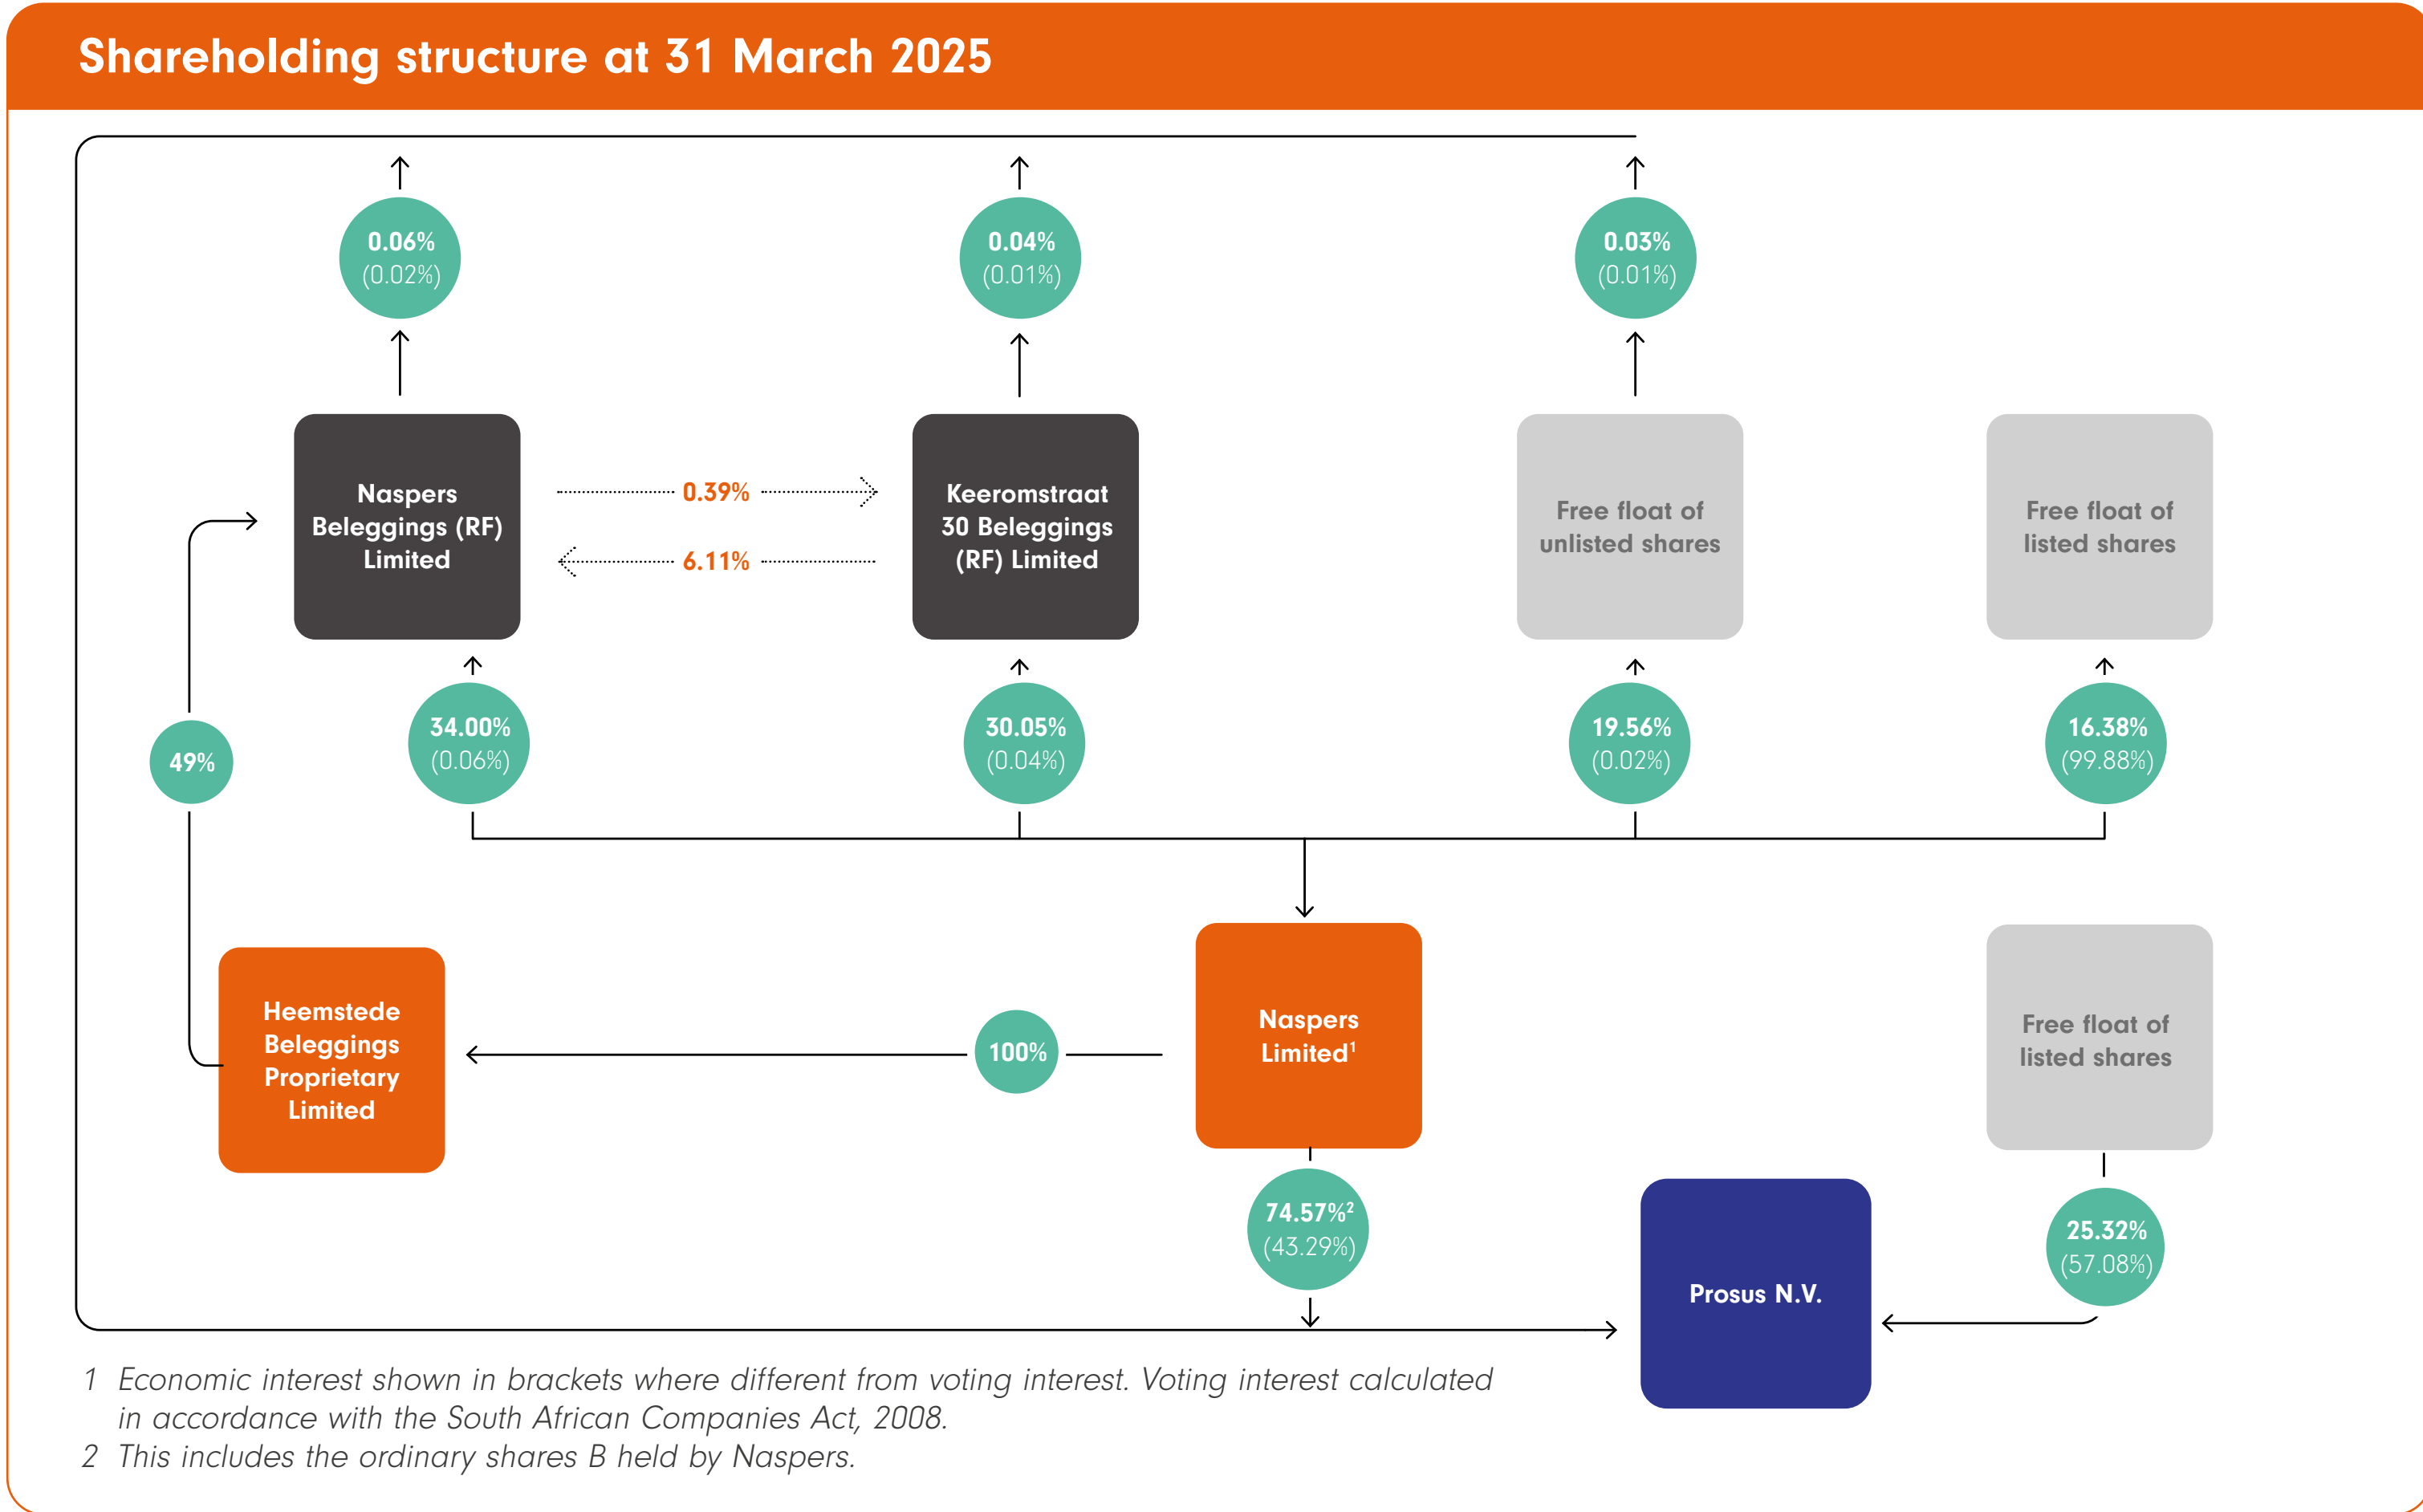 Shareholding structure at 31 March 2025
0.06%
(0.02%)
0.04%
(0.01%)
0.03%
(0.01%)
Naspers
Beleggings (RF)
Limited
0.39%
6.11%
Keeromstraat
30 Beleggings
(RF) Limited
Free float of
unlisted shares
Free float of
listed shares
49%
34.00%
(0.06%)
30.05%
(0.04%)
19.56%
(0.02%)
16.38%
(99.88%)
Heemstede
Beleggings
Proprietary
Limited
100%
Naspers
Limited¹
Free float of
listed shares
74.57%²
(43.29%)
Prosus N.V.
25.32%
(57.08%)
1 Economic interest shown in brackets where different from voting interest. Voting interest calculated
in accordance with the South African Companies Act, 2008.
2 This includes the ordinary shares B held by Naspers.